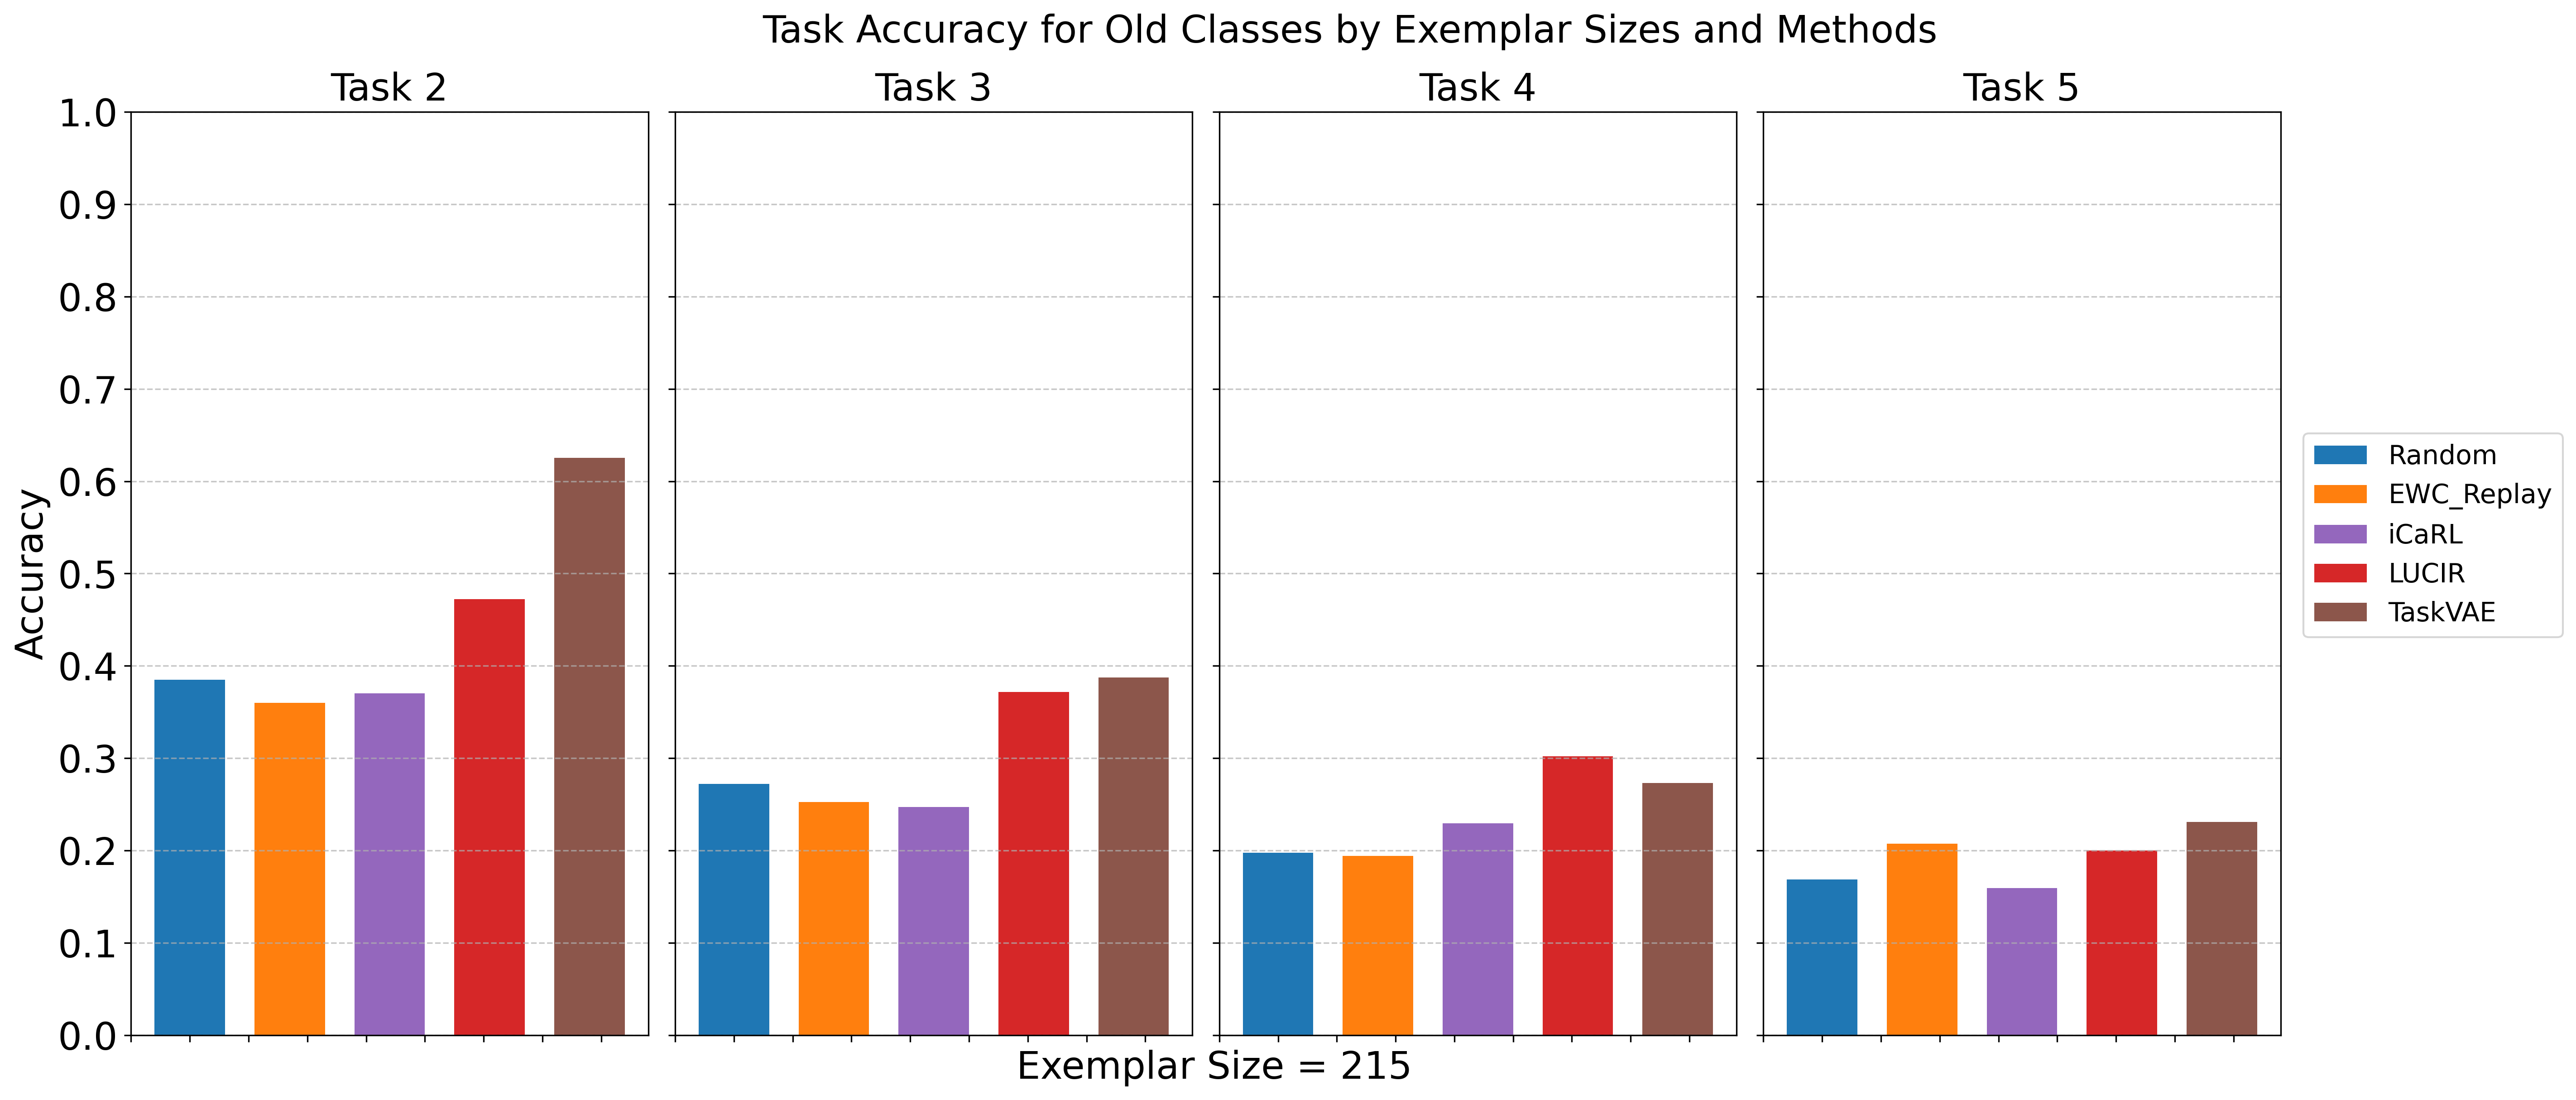 Task Accuracy for Old Classes by Exemplar Sizes and Methods
Task 2
Task 3
Task 4
Task 5
1.0
0.9
0.8
0.7
0.6
0.5
0.4
0.3
0.2
0.1
0.0
Accuracy
Exemplar Size = 215
Random
EWC_Replay
iCaRL
LUCIR
TaskVAE